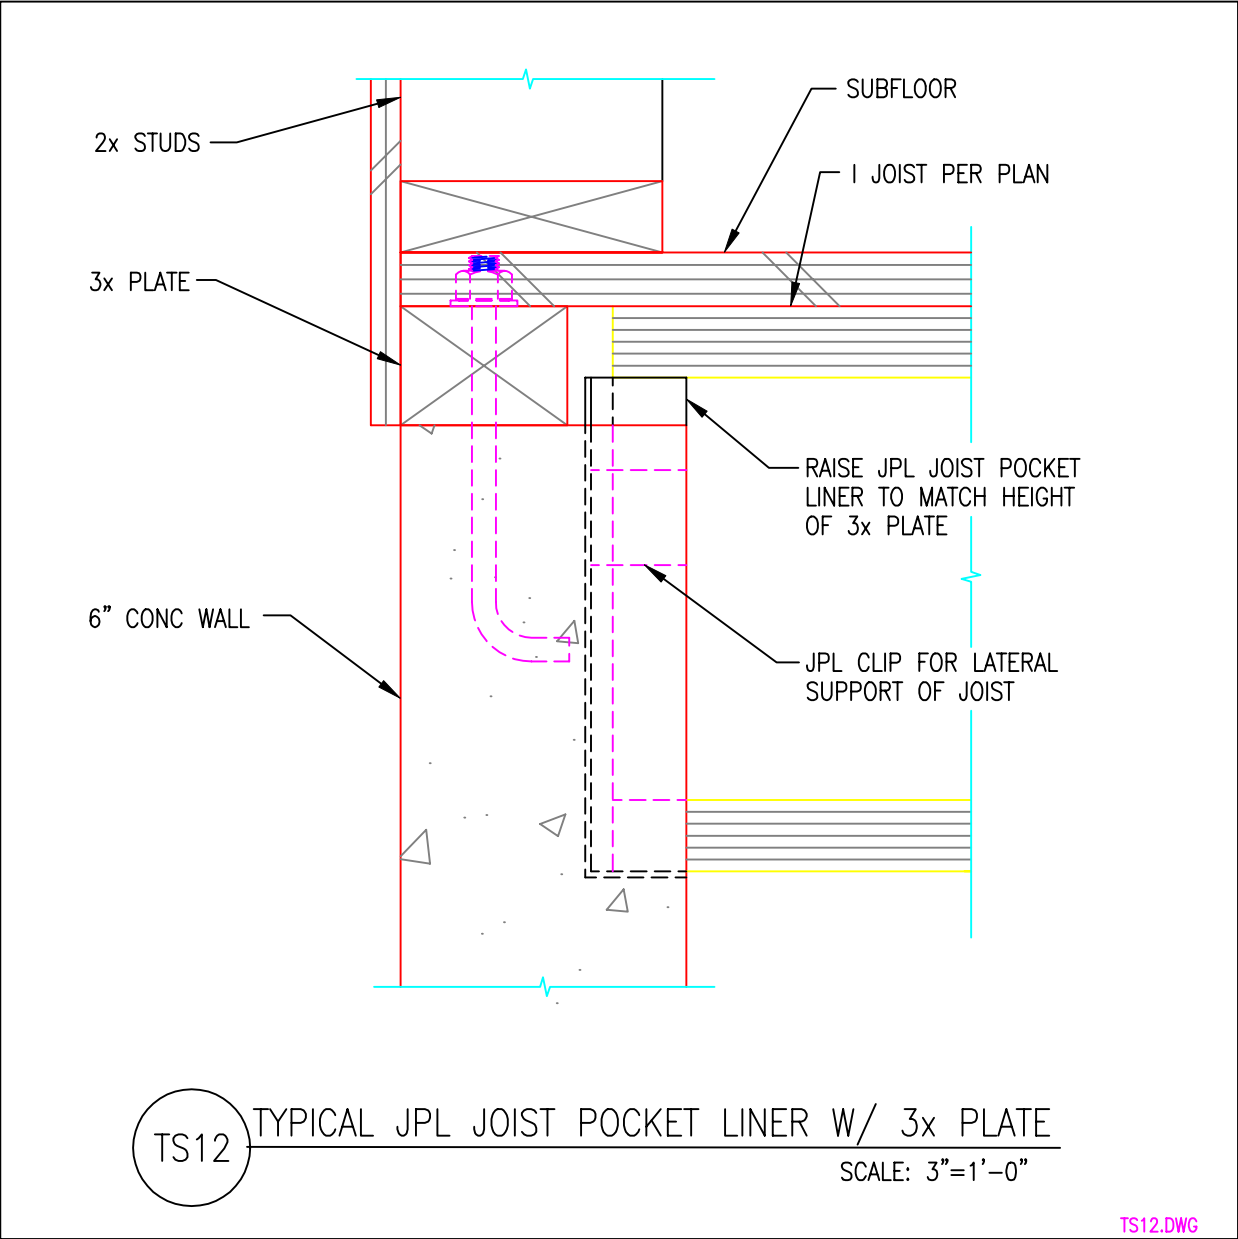 SUBFLOOR
2x STUDS
I JOIST PER PLAN
3x PLATE
RAISE JPL JOIST POCKET
LINER TO MATCH HEIGHT
OF 3x PLATE
6” CONC WALL
JPL CLIP FOR LATERAL
SUPPORT OF JOIST
TS12
TYPICAL JPL JOIST POCKET LINER W/ 3x PLATE
SCALE: 3”=1’-0”
TS12.DWG